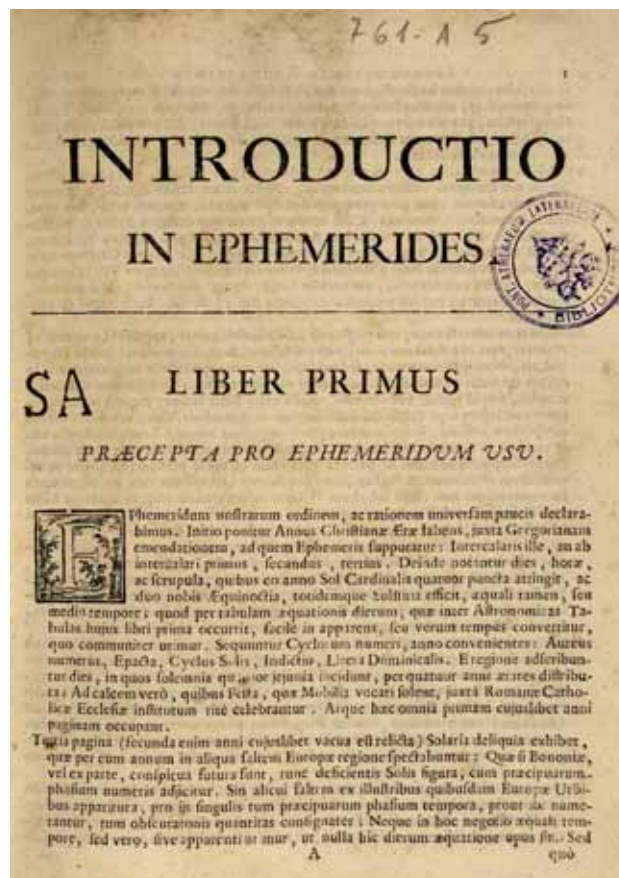 761. A 5
1
INTRODUCTIO
IN EPHEMERIDES
LIBER PRIMUS
SA
PRÆCEPTA PRO EPHEMERIDVM VSV.
EPhemeridum noſtrarum ordinem, ac rationem univerſam paucis declara-
bimus. Initio ponitur Annus Chriſtianæ Eræ labens, juxta Gregorianam
emendationem, ad quem Ephemeris ſupputatur: Intercalaris ille, an ab
intercalari primus, ſecundus, tertius. Deinde notantur dies, horæ,
ac ſcrupula, quibus eo anno Sol Cardinalia quatuor puncta attingit, ac
duo nobis Æquinoctia, totidemque Solſtitia efficit, æquali tamen, ſeu
medio tempore; quod per tabulam æquationis dierum, quæ inter Aſtronomicas Ta-
bulas hujus libri prima occurrit, facile in apparens, ſeu verum tempus convertitur,
quo communiter utimur. Sequuntur Cyclorum numeri, anno convenientes: Aureus
numerus, Epacta, Cyclus Solis, Indictio, Litera Dominicalis. E regione adſcribun-
tur dies, in quos ſolemnia quatuor jejunia incidunt, per quatuor anni ætates diſtribu-
ta: Ad calcem verò, quibus Feſta, quæ Mobilia vocari ſolent, juxtà Romanæ Catho-
licæ Eccleſiæ inſtitutum ritè celebrantur. Atque hæc omnia primam cujuslibet anni
paginam occupant.
Tertia pagina (ſecunda enim anni cujuslibet vacua eſt relicta) Solaria deliquia exhibet,
quæ per eum annum in aliqua ſaltem Europæ regione ſpectabuntur: Quæ ſi Bononiæ,
vel ex parte, conſpicua futura ſunt, tunc deficientis Solis figura, cum præcipuarum
phaſium numeris adjicitur. Sin alicui ſaltem ex illuſtribus quibuſdam Europæ Urbi-
bus apparitura, pro iis ſingulis tum præcipuarum phaſium tempora, prout ibi nume-
rantur, tum obſcurationis quantitas conſignatur: Neque in hoc negotio æquali tem-
pore, ſed vero, ſive apparenti utimur, ut nulla hic dierum æquatione opus ſit. Sed
A
quò